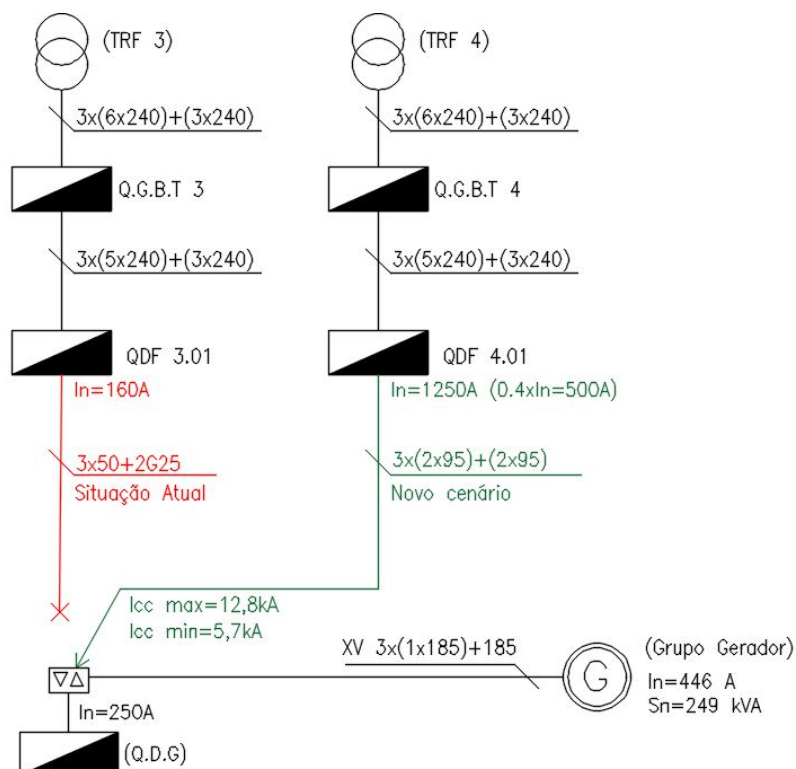 (TRF 3)
(TRF 4)
3x(6x240)+(3x240)
3x(6x240)+(3x240)
Q.G.B.T 3
Q.G.B.T 4
3x(5x240)+(3x240)
3x(5x240)+(3x240)
QDF 3.01
QDF 4.01
In=160A
In=1250A (0.4xIn=500A)
3x50+2G25
Situação Atual
3x(2x95)+(2x95)
Novo cenário
Icc max=12,8kA
Icc min=5,7kA
XV 3x(1x185)+185
(Grupo Gerador)
G
In=446 A
Sn=249 kVA
In=250A
(Q.D.G)